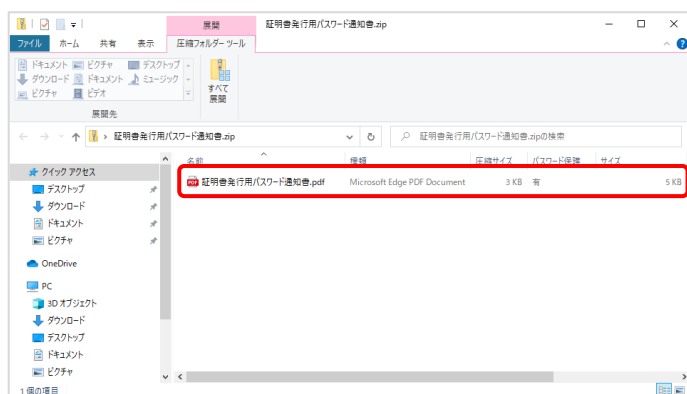 展開 証明書発行用パスワード通知書.zip
ファイル ホーム 共有 表示 圧縮フォルダー ツール
ドキュメント ピクチャ デスクトップ
ダウンロード ドキュメント ミュージック
ピクチャ ビデオ
すべて
展開
展開先
証明書発行用パスワード通知書.zip 証明書発行用パスワード通知書.zipの検索
名前 種類 圧縮サイズ パスワード保護 サイズ
証明書発行用パスワード通知書.pdf Microsoft Edge PDF Document 3 KB 有 5 KB
クイック アクセス
デスクトップ
ダウンロード
ドキュメント
ピクチャ
OneDrive
PC
3D オブジェクト
ダウンロード
デスクトップ
ドキュメント
ピクチャ
1 個の項目